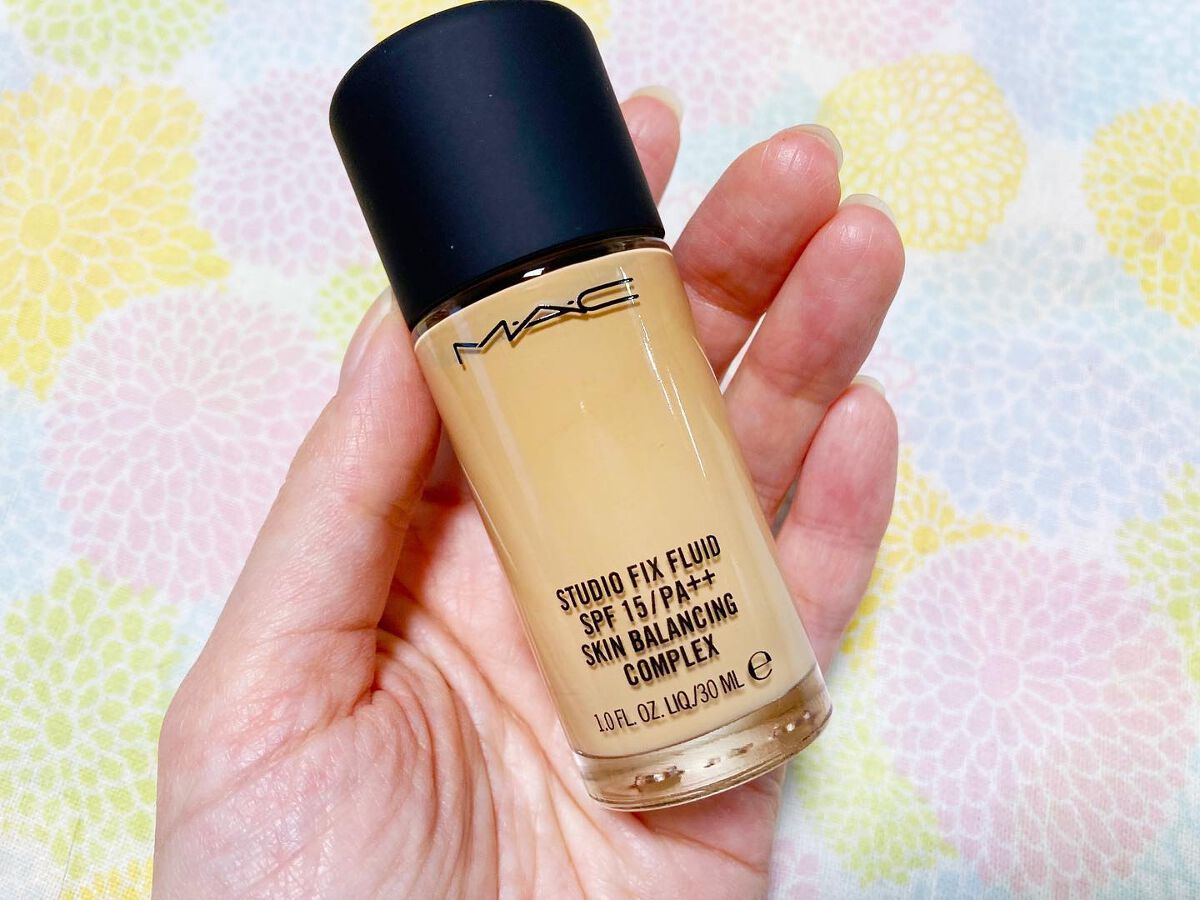 M·A·C
STUDIO FIX FLUID
SPF 15/PA++
SKIN BALANCING
COMPLEX
1.0 FL. OZ. LIQ./30 ML ℮